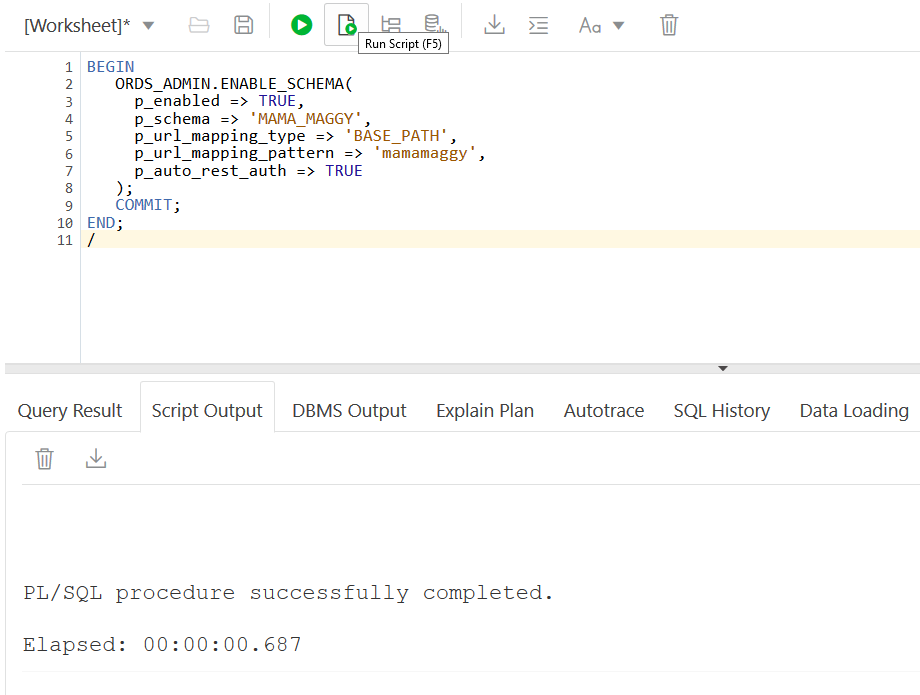 [Worksheet]*
Aa
Run Script (F5)
1 BEGIN
2    ORDS_ADMIN.ENABLE_SCHEMA(
3      p_enabled => TRUE,
4      p_schema => 'MAMA_MAGGY',
5      p_url_mapping_type => 'BASE_PATH',
6      p_url_mapping_pattern => 'mamamaggy',
7      p_auto_rest_auth => TRUE
8    );
9    COMMIT;
10 END;
11 /
Query Result Script Output DBMS Output Explain Plan Autotrace SQL History Data Loading
PL/SQL procedure successfully completed.
Elapsed: 00:00:00.687